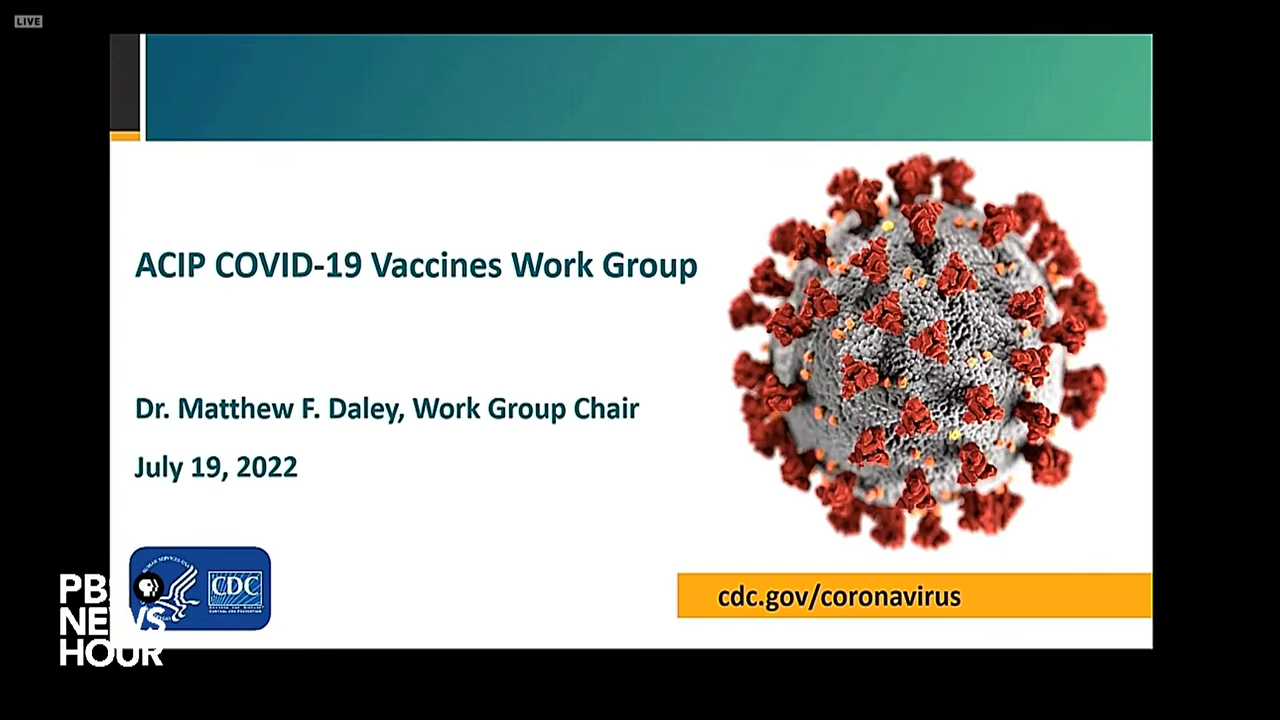 LIVE
ACIP COVID-19 Vaccines Work Group
Dr. Matthew F. Daley, Work Group Chair
July 19, 2022
CDC
cdc.gov/coronavirus
PBS
NEWS
HOUR